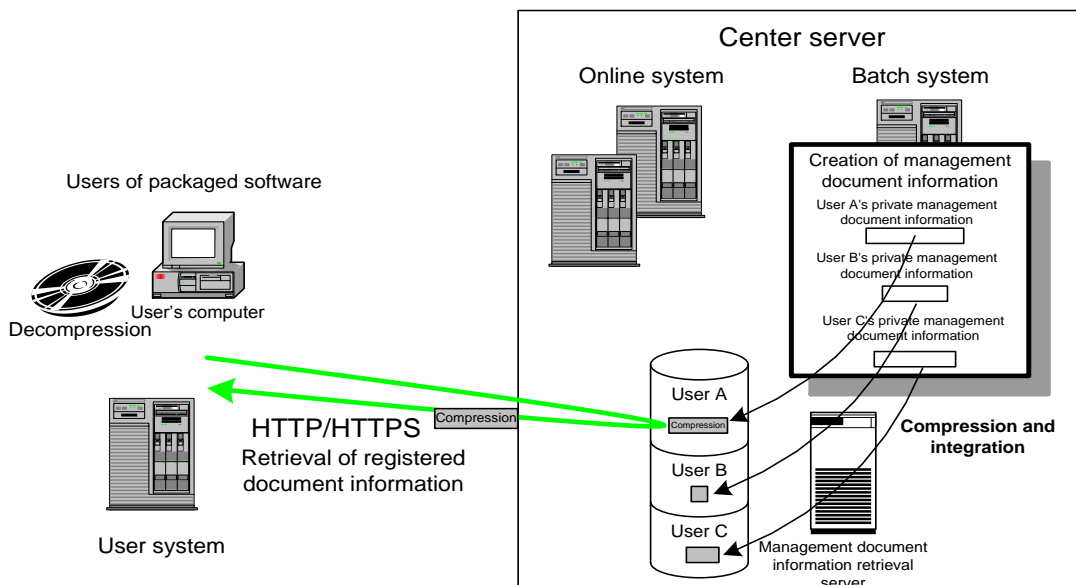 Center server
Online system
Batch system
Creation of management
document information
User A's private management
document information
User B's private management
document information
User C's private management
document information
Compression and
integration
Users of packaged software
User's computer
Decompression
User system
HTTP/HTTPS
Retrieval of registered
document information
Compression
User A
Compression
User B
User C
Management document
information retrieval
server